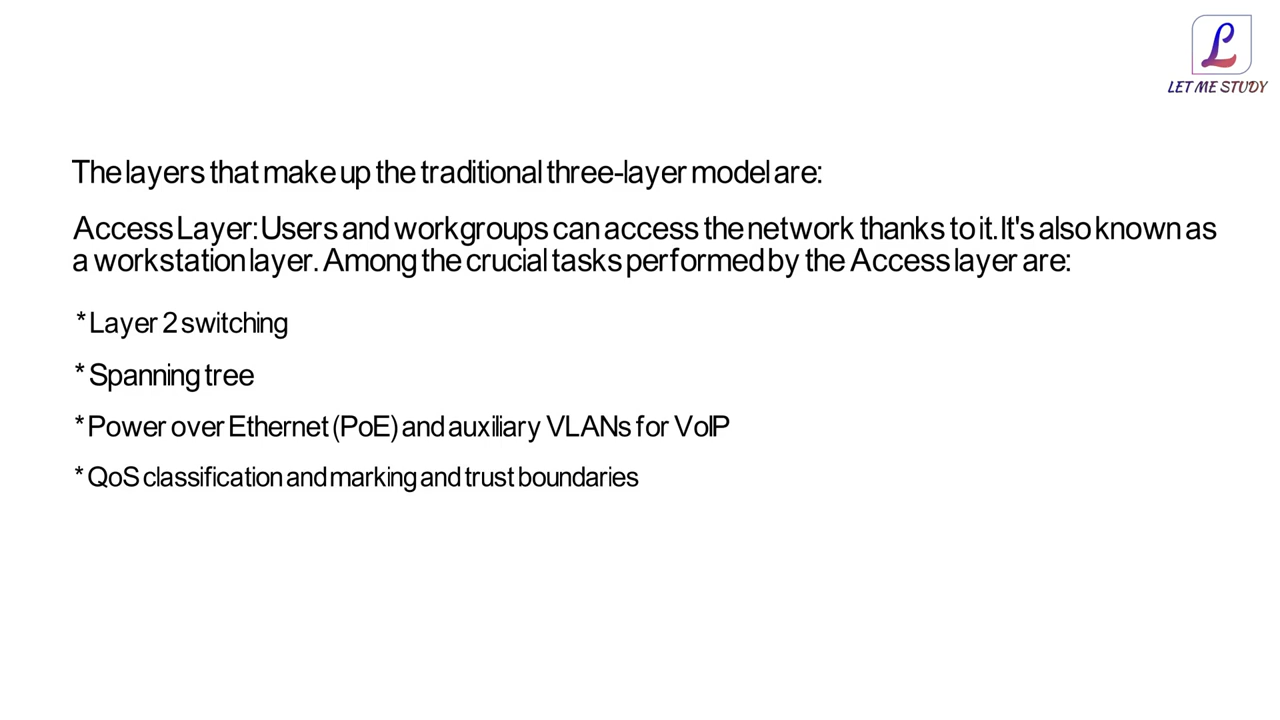 L
LET ME STUDY
The layers that make up the traditional three-layer model are:
Access Layer: Users and workgroups can access the network thanks to it. It's also known as
a workstation layer. Among the crucial tasks performed by the Access layer are:
* Layer 2 switching
* Spanning tree
* Power over Ethernet (PoE) and auxiliary VLANs for VoIP
* QoS classification and marking and trust boundaries